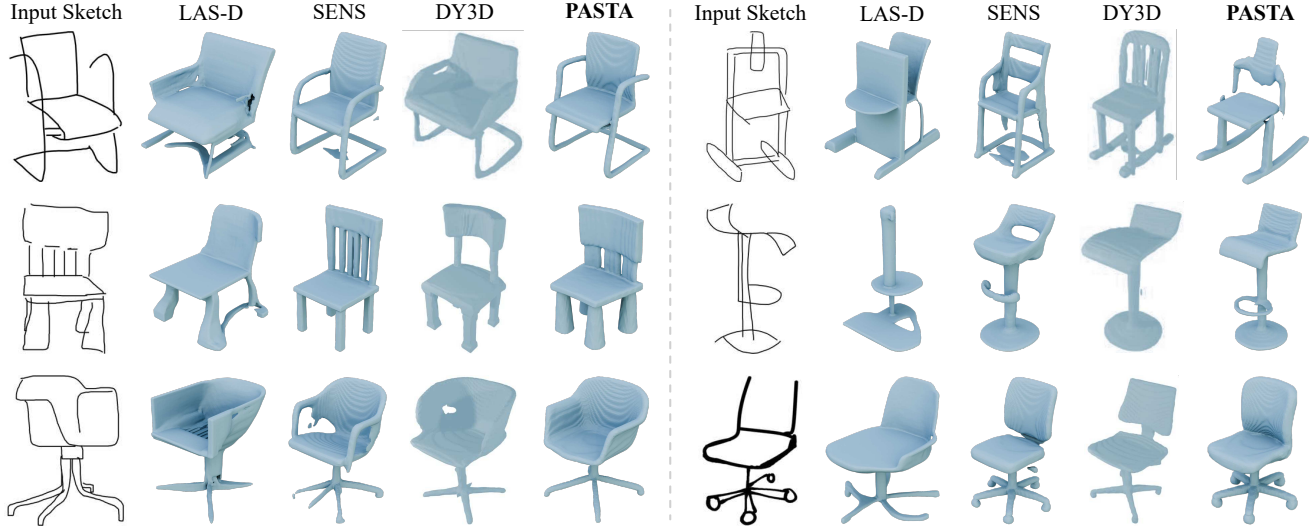 Input Sketch LAS-D SENS DY3D PASTA Input Sketch LAS-D SENS DY3D PASTA